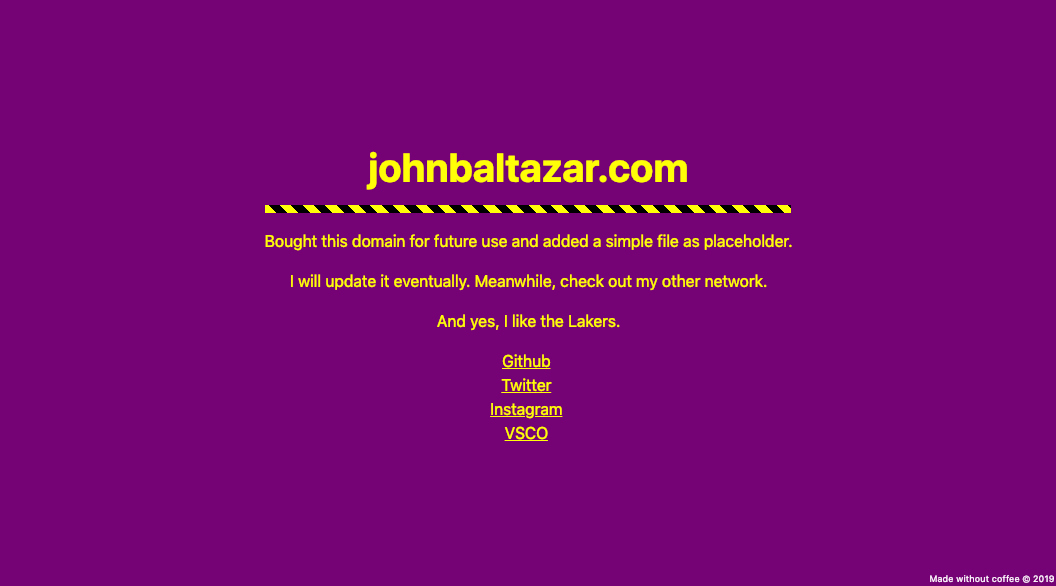 johnbaltazar.com
Bought this domain for future use and added a simple file as placeholder.
I will update it eventually. Meanwhile, check out my other network.
And yes, I like the Lakers.
Github
Twitter
Instagram
VSCO
Made without coffee © 2019